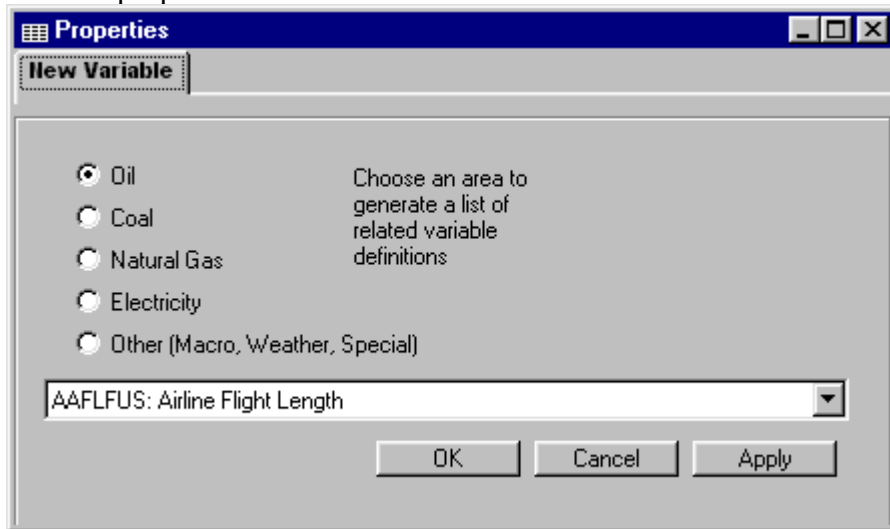 Properties
New Variable
Oil
Coal
Natural Gas
Electricity
Other (Macro, Weather, Special)
Choose an area to
generate a list of
related variable
definitions
AAFLFUS: Airline Flight Length
OK
Cancel
Apply